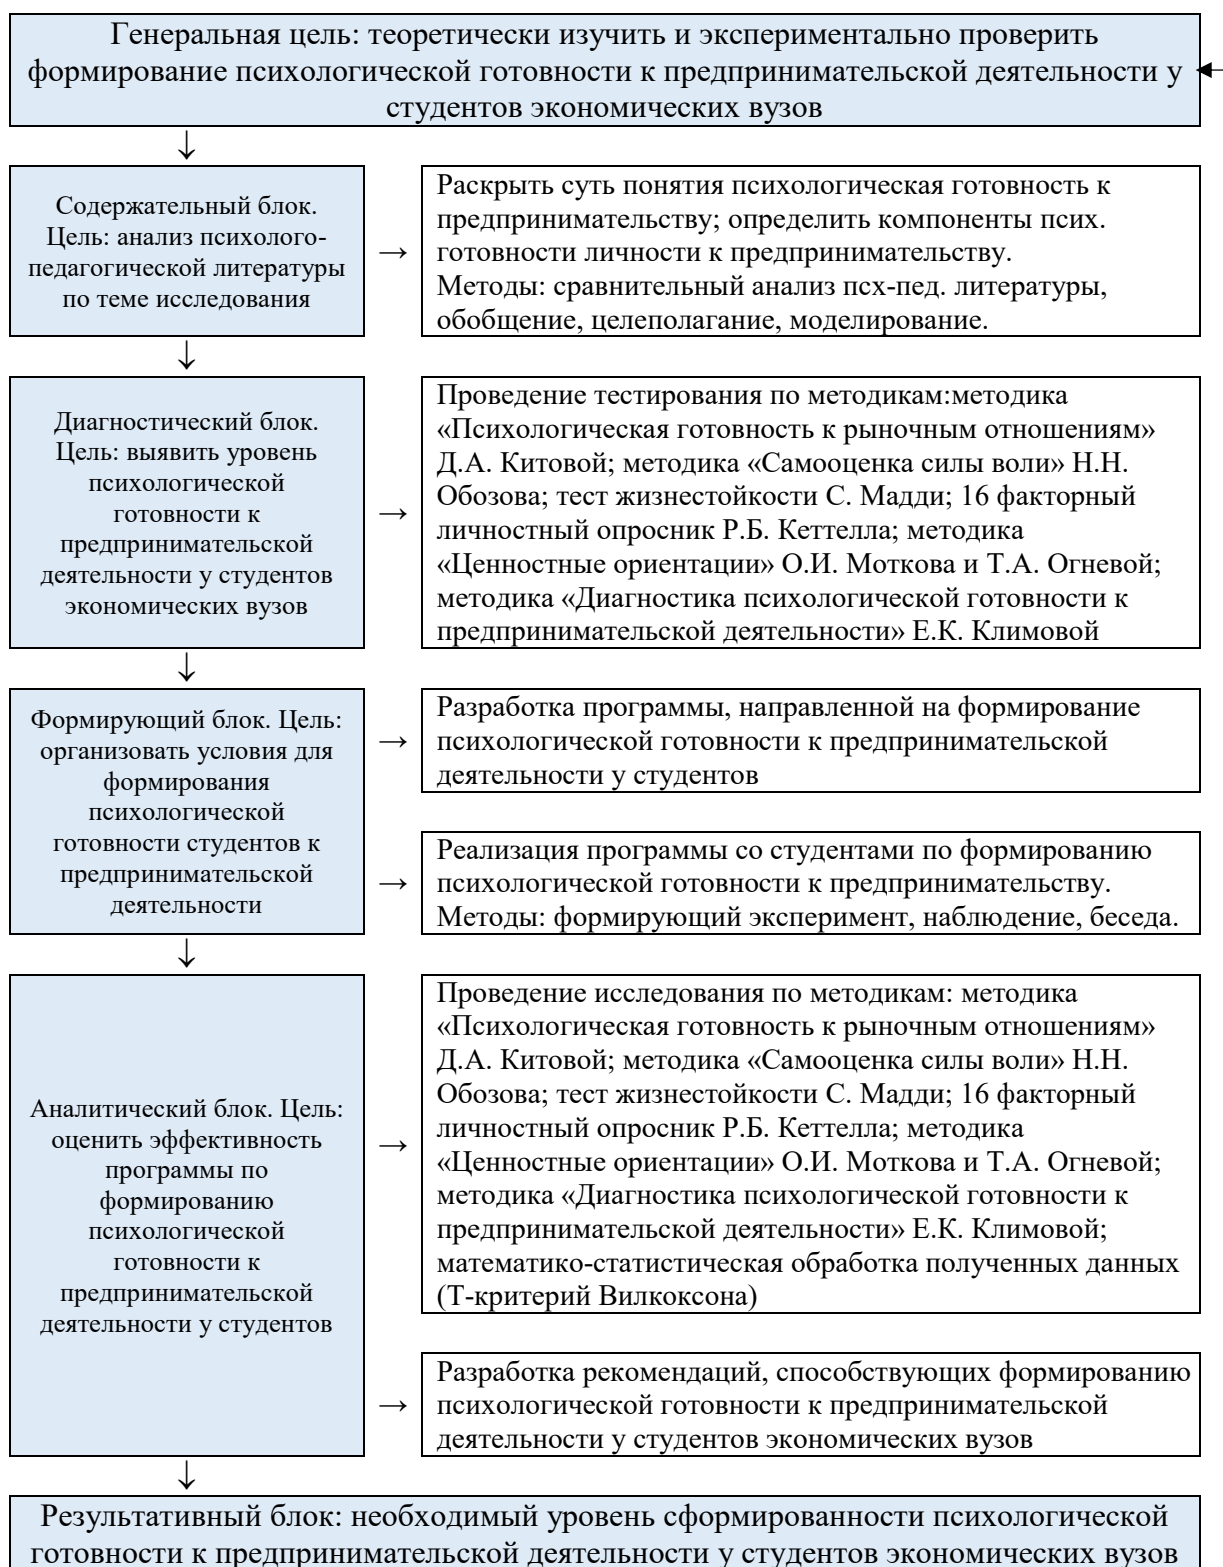 Генеральная цель: теоретически изучить и экспериментально проверить
формирование психологической готовности к предпринимательской деятельности у
студентов экономических вузов
↓
Содержательный блок.
Цель: анализ психолого-
педагогической литературы
по теме исследования
→
Раскрыть суть понятия психологическая готовность к
предпринимательству; определить компоненты псих.
готовности личности к предпринимательству.
Методы: сравнительный анализ псх-пед. литературы,
обобщение, целеполагание, моделирование.
↓
Диагностический блок.
Цель: выявить уровень
психологической
готовности к
предпринимательской
деятельности у студентов
экономических вузов
→
Проведение тестирования по методикам:методика
«Психологическая готовность к рыночным отношениям»
Д.А. Китовой; методика «Самооценка силы воли» Н.Н.
Обозова; тест жизнестойкости С. Мадди; 16 факторный
личностный опросник Р.Б. Кеттелла; методика
«Ценностные ориентации» О.И. Моткова и Т.А. Огневой;
методика «Диагностика психологической готовности к
предпринимательской деятельности» Е.К. Климовой
↓
Формирующий блок. Цель:
организовать условия для
формирования
психологической
готовности студентов к
предпринимательской
деятельности
→
Разработка программы, направленной на формирование
психологической готовности к предпринимательской
деятельности у студентов
→
Реализация программы со студентами по формированию
психологической готовности к предпринимательству.
Методы: формирующий эксперимент, наблюдение, беседа.
↓
Аналитический блок. Цель:
оценить эффективность
программы по
формированию
психологической
готовности к
предпринимательской
деятельности у студентов
→
Проведение исследования по методикам: методика
«Психологическая готовность к рыночным отношениям»
Д.А. Китовой; методика «Самооценка силы воли» Н.Н.
Обозова; тест жизнестойкости С. Мадди; 16 факторный
личностный опросник Р.Б. Кеттелла; методика
«Ценностные ориентации» О.И. Моткова и Т.А. Огневой;
методика «Диагностика психологической готовности к
предпринимательской деятельности» Е.К. Климовой;
математико-статистическая обработка полученных данных
(Т-критерий Вилкоксона)
→
Разработка рекомендаций, способствующих формированию
психологической готовности к предпринимательской
деятельности у студентов экономических вузов
↓
Результативный блок: необходимый уровень сформированности психологической
готовности к предпринимательской деятельности у студентов экономических вузов